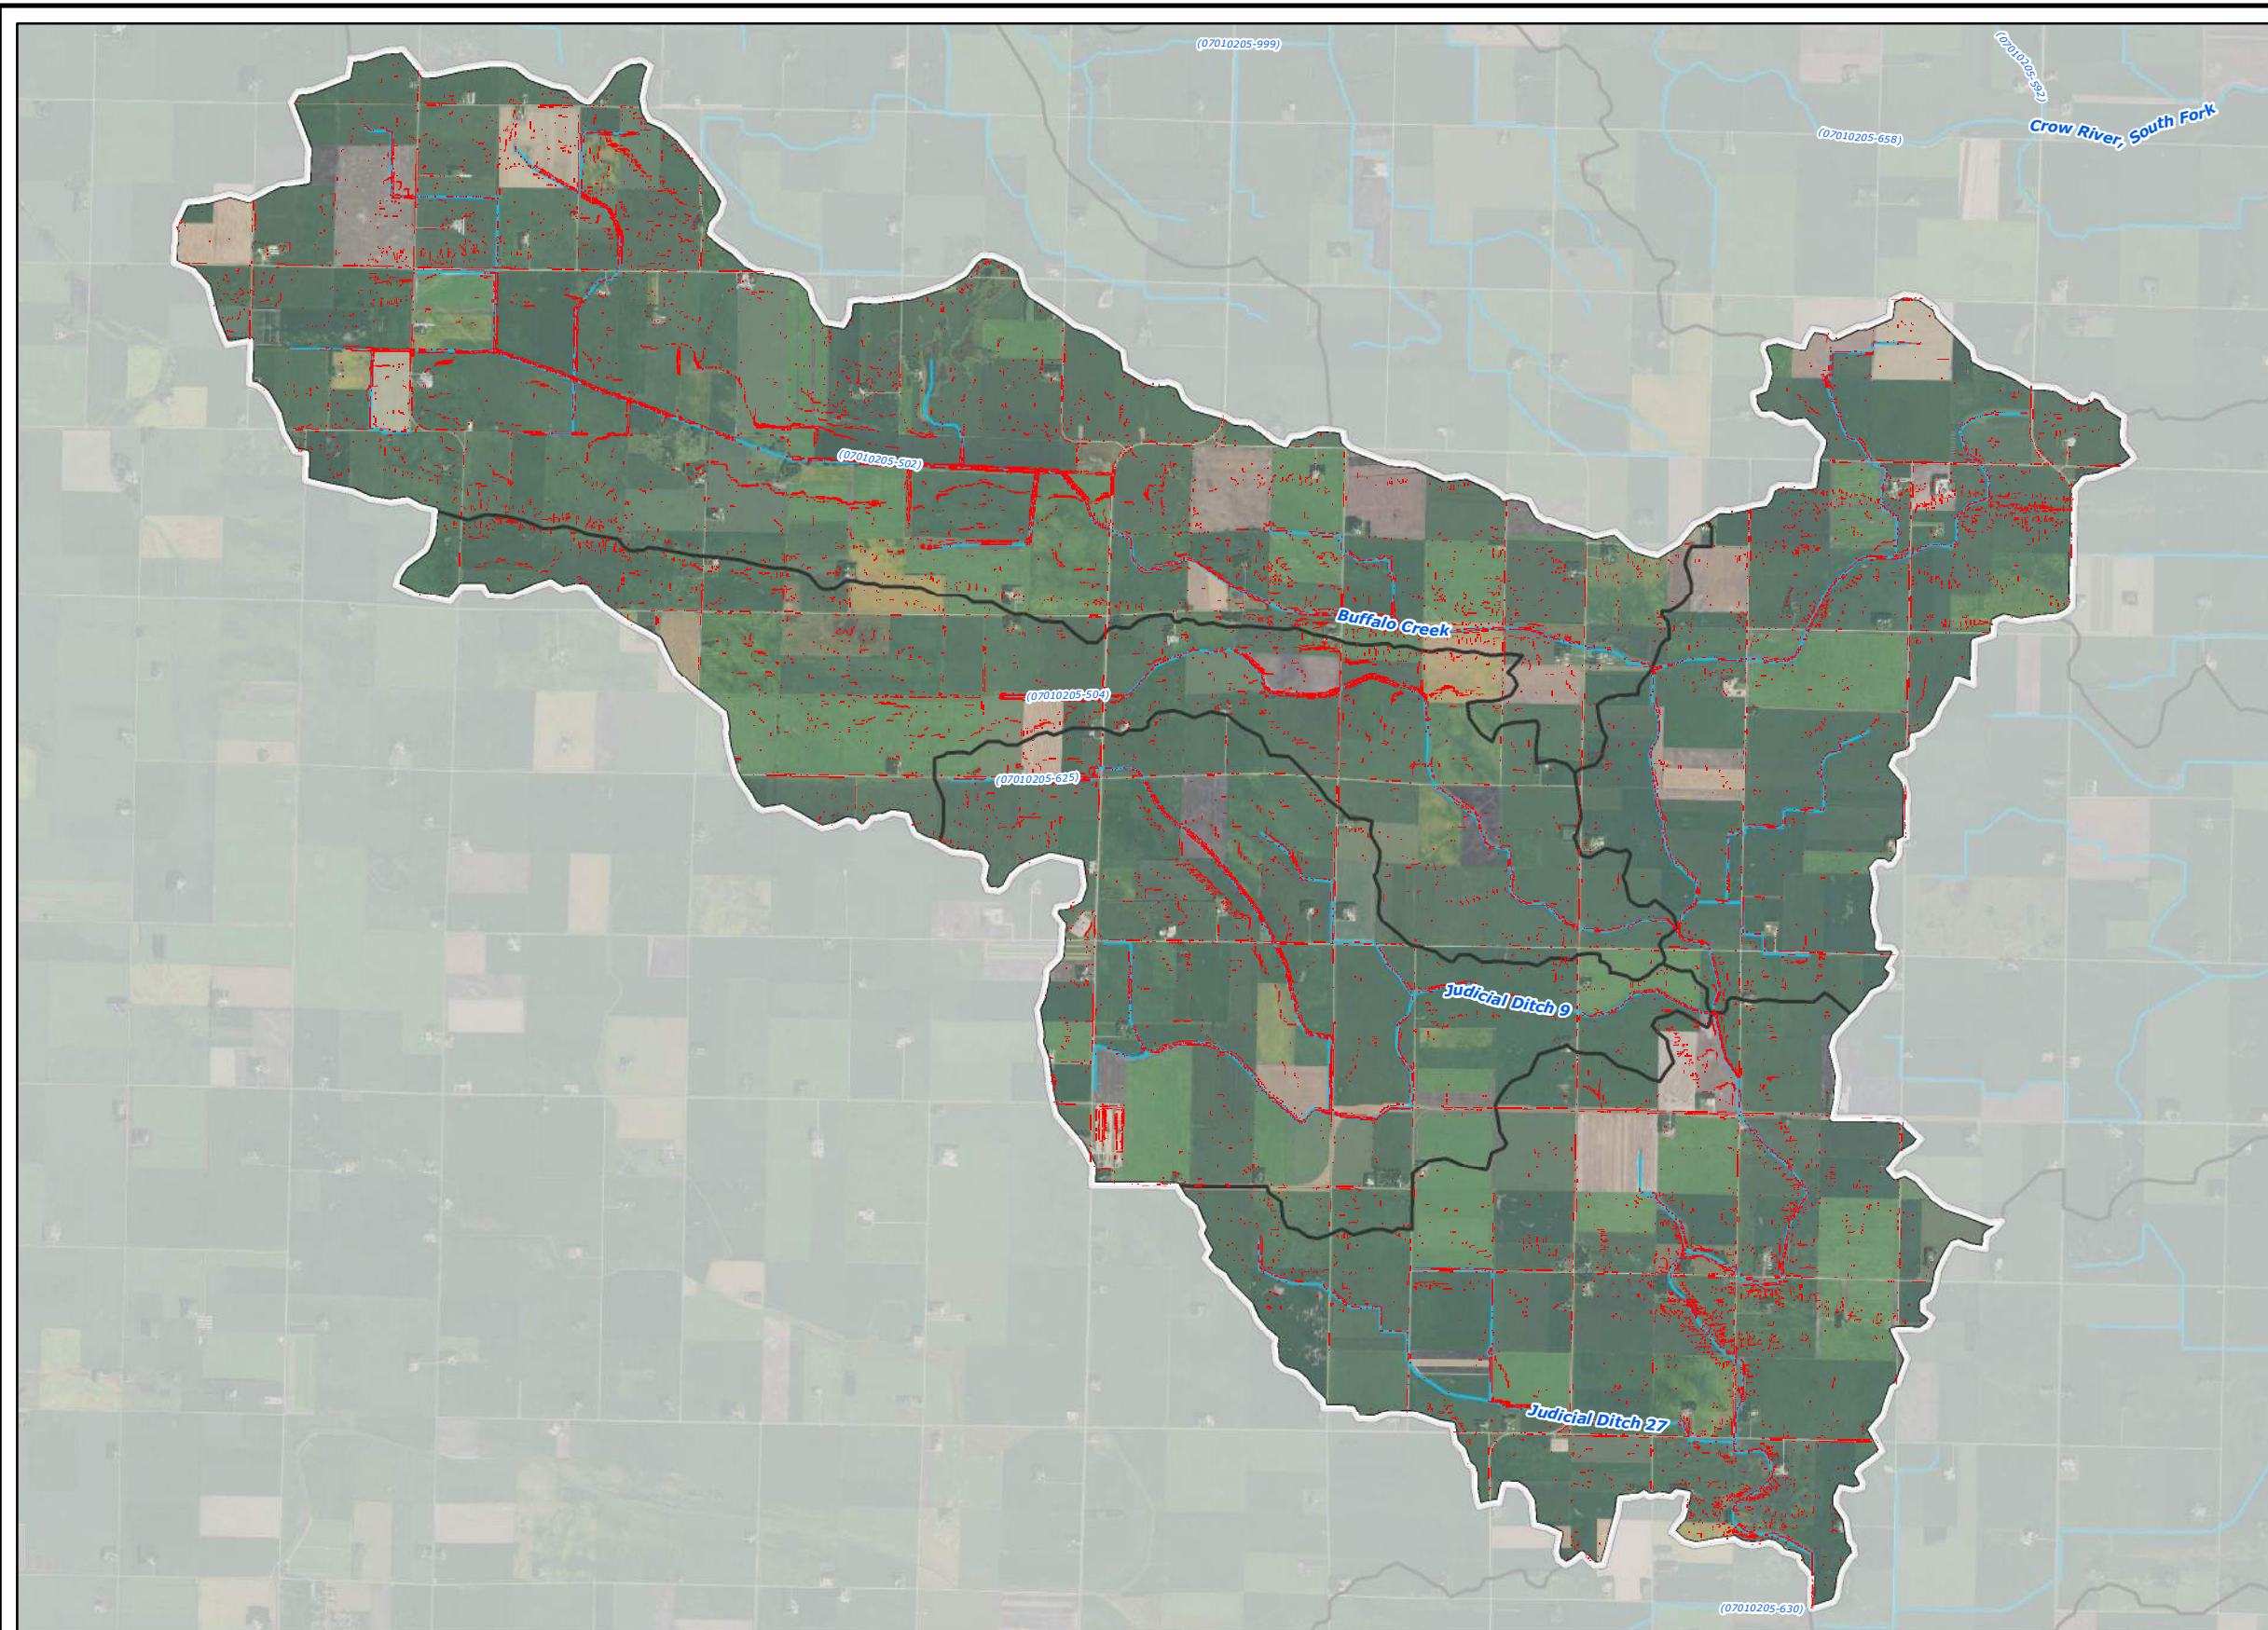 (07010205-999)
(07010205-592)
Crow River, South Fork
(07010205-658)
(07010205-502)
Buffalo Creek
(07010205-504)
(07010205-625)
Judicial Ditch 9
Judicial Ditch 27
(07010205-630)